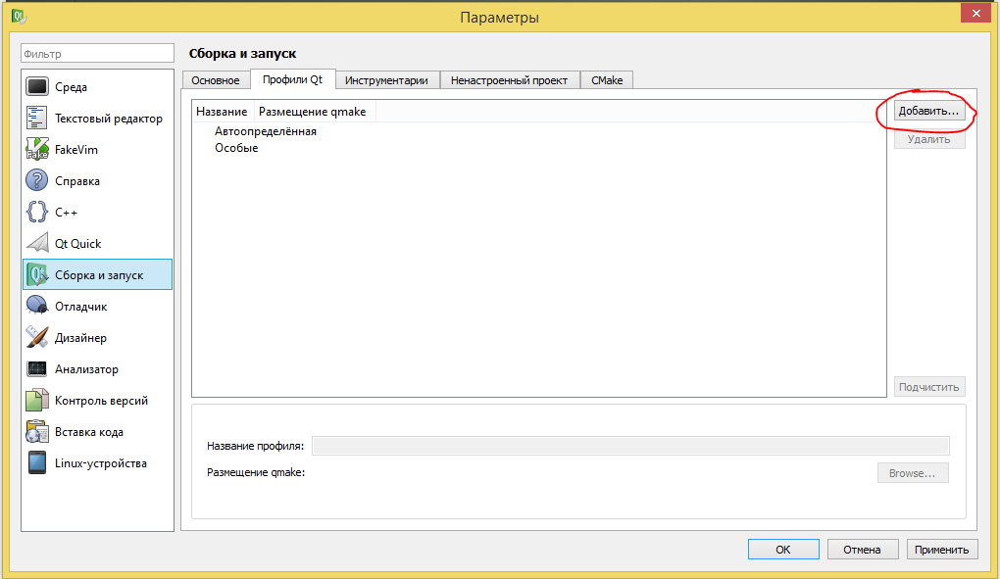 Параметры
Фильтр
Среда
Текстовый редактор
FakeVim
Справка
C++
Qt Quick
Сборка и запуск
Отладчик
Дизайнер
Анализатор
Контроль версий
Вставка кода
Linux-устройства
Сборка и запуск
Основное Профили Qt Инструментарии Ненастроенный проект CMake
Название Размещение qmake
Автоопределённая
Особые
Добавить...
Удалить
Подчистить
Название профиля:
Размещение qmake: Browse...
ОК Отмена Применить